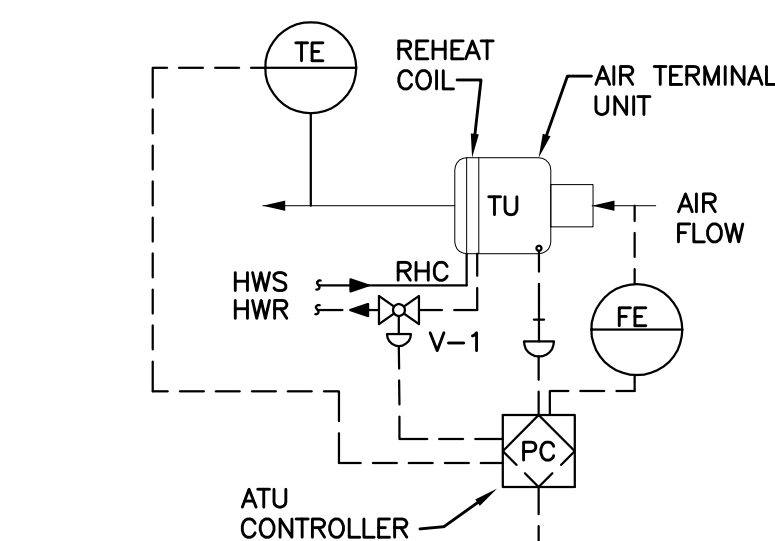 TE
REHEAT
COIL
AIR TERMINAL
UNIT
TU
AIR
FLOW
HWS
RHC
HWR
V-1
FE
PC
ATU
CONTROLLER